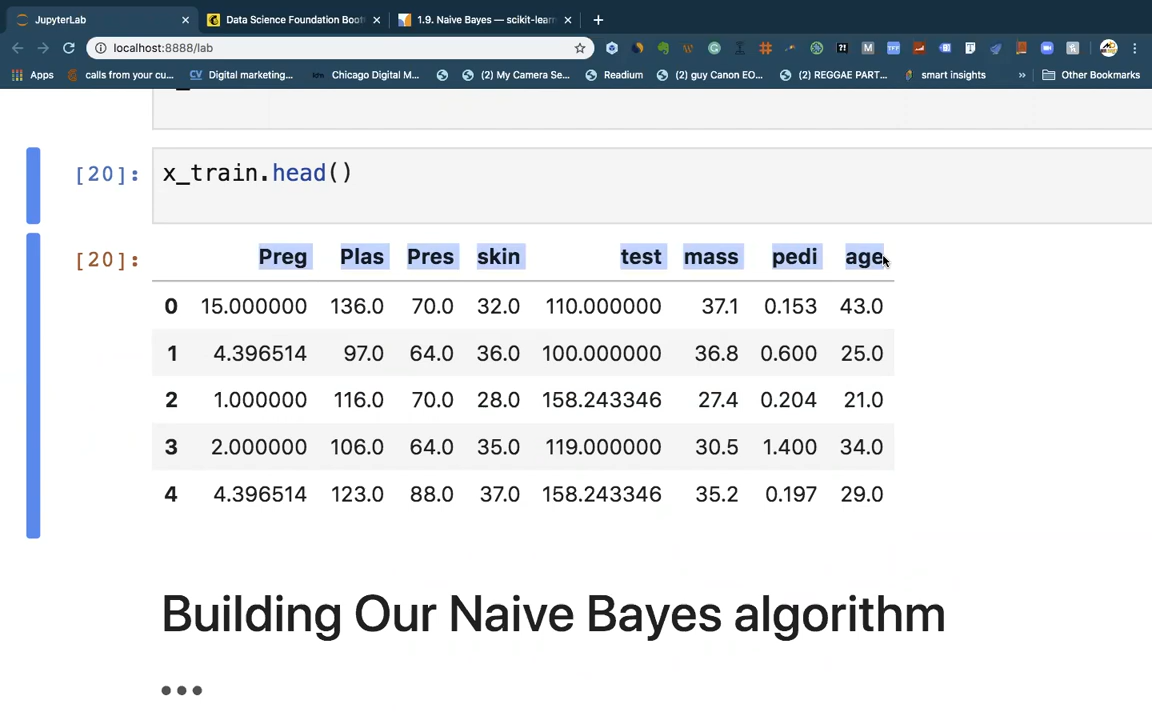 JupyterLab
Data Science Foundation Boot
1.9. Naive Bayes — scikit-learn
localhost:8888/lab
Apps
calls from your cu...
CV Digital marketing...
Chicago Digital M...
(2) My Camera Se...
Readium
(2) guy Canon EO...
(2) REGGAE PART...
smart insights
»
Other Bookmarks
[20]: x_train.head()
[20]: Preg Plas Pres skin test mass pedi age
0 15.000000 136.0 70.0 32.0 110.000000 37.1 0.153 43.0
1 4.396514 97.0 64.0 36.0 100.000000 36.8 0.600 25.0
2 1.000000 116.0 70.0 28.0 158.243346 27.4 0.204 21.0
3 2.000000 106.0 64.0 35.0 119.000000 30.5 1.400 34.0
4 4.396514 123.0 88.0 37.0 158.243346 35.2 0.197 29.0
Building Our Naive Bayes algorithm